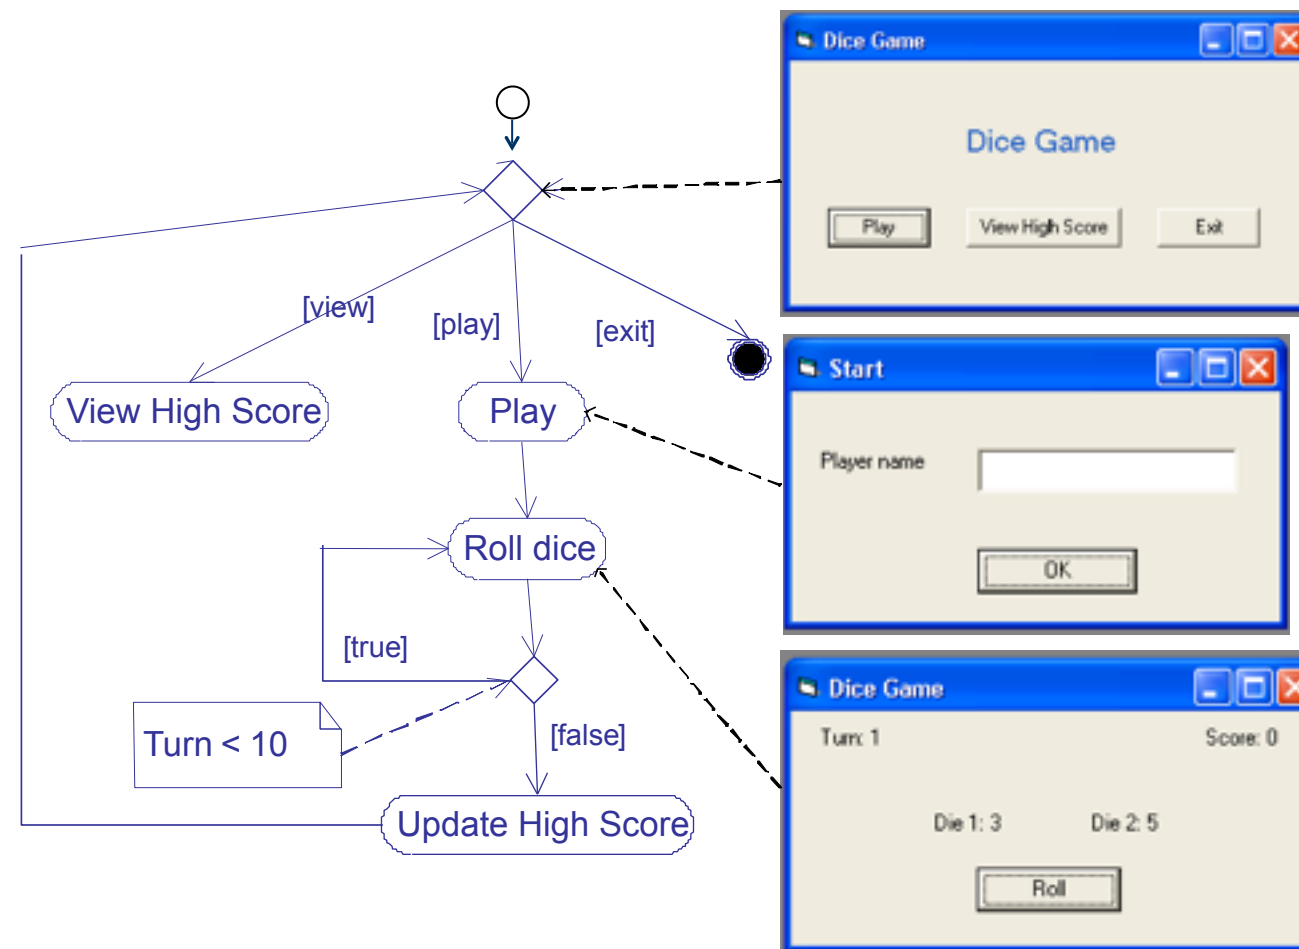 Dice Game
Dice Game
Play View High Score Exit
[view]
[play]
[exit]
View High Score
Play
Start
Player name
OK
Roll dice
[true]
Turn < 10
[false]
Update High Score
Dice Game
Turn: 1 Score: 0
Die 1: 3 Die 2: 5
Roll